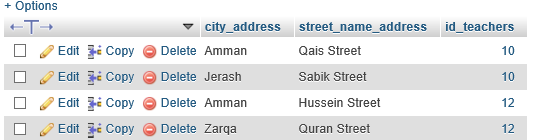 + Options
city_address street_name_address id_teachers
Edit Copy Delete Amman Qais Street 10
Edit Copy Delete Jerash Sabik Street 10
Edit Copy Delete Amman Hussein Street 12
Edit Copy Delete Zarqa Quran Street 12